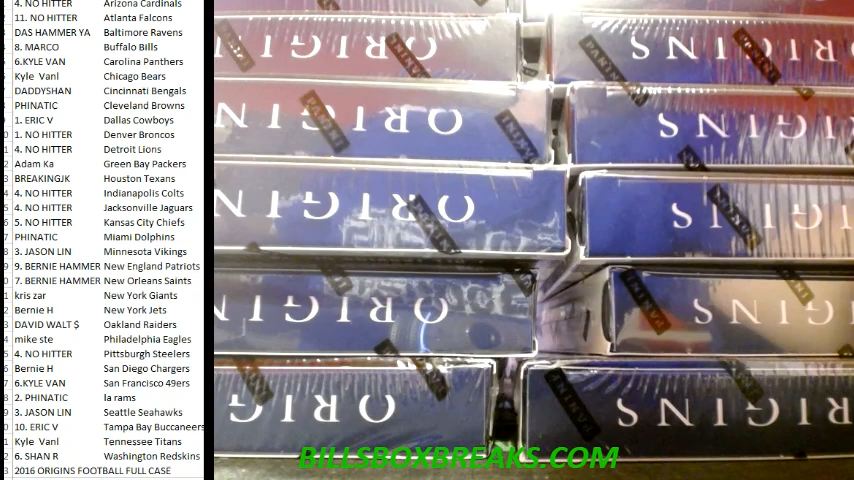 4. NO HITTER Arizona Cardinals
11. NO HITTER Atlanta Falcons
DAS HAMMER YA Baltimore Ravens
8. MARCO Buffalo Bills
6.KYLE VAN Carolina Panthers
Kyle Vanl Chicago Bears
DADDYSHAN Cincinnati Bengals
PHINATIC Cleveland Browns
1. ERIC V Dallas Cowboys
1. NO HITTER Denver Broncos
4. NO HITTER Detroit Lions
Adam Ka Green Bay Packers
BREAKINGJK Houston Texans
4. NO HITTER Indianapolis Colts
4. NO HITTER Jacksonville Jaguars
5. NO HITTER Kansas City Chiefs
PHINATIC Miami Dolphins
3. JASON LIN Minnesota Vikings
9. BERNIE HAMMER New England Patriots
7. BERNIE HAMMER New Orleans Saints
kris zar New York Giants
Bernie H New York Jets
DAVID WALT $ Oakland Raiders
mike ste Philadelphia Eagles
4. NO HITTER Pittsburgh Steelers
Bernie H San Diego Chargers
6.KYLE VAN San Francisco 49ers
2. PHINATIC la rams
3. JASON LIN Seattle Seahawks
10. ERIC V Tampa Bay Buccaneers
Kyle Vanl Tennessee Titans
6. SHAN R Washington Redskins
2016 ORIGINS FOOTBALL FULL CASE
ORIGINS
ORIGINS
ORIGINS
ORIGINS
ORIGINS
ORIGINS
ORIGINS
ORIGINS
ORIGINS
ORIGINS
PANINI
PANINI
PANINI
PANINI
PANINI
PANINI
BILLSBOXBREAKS.COM